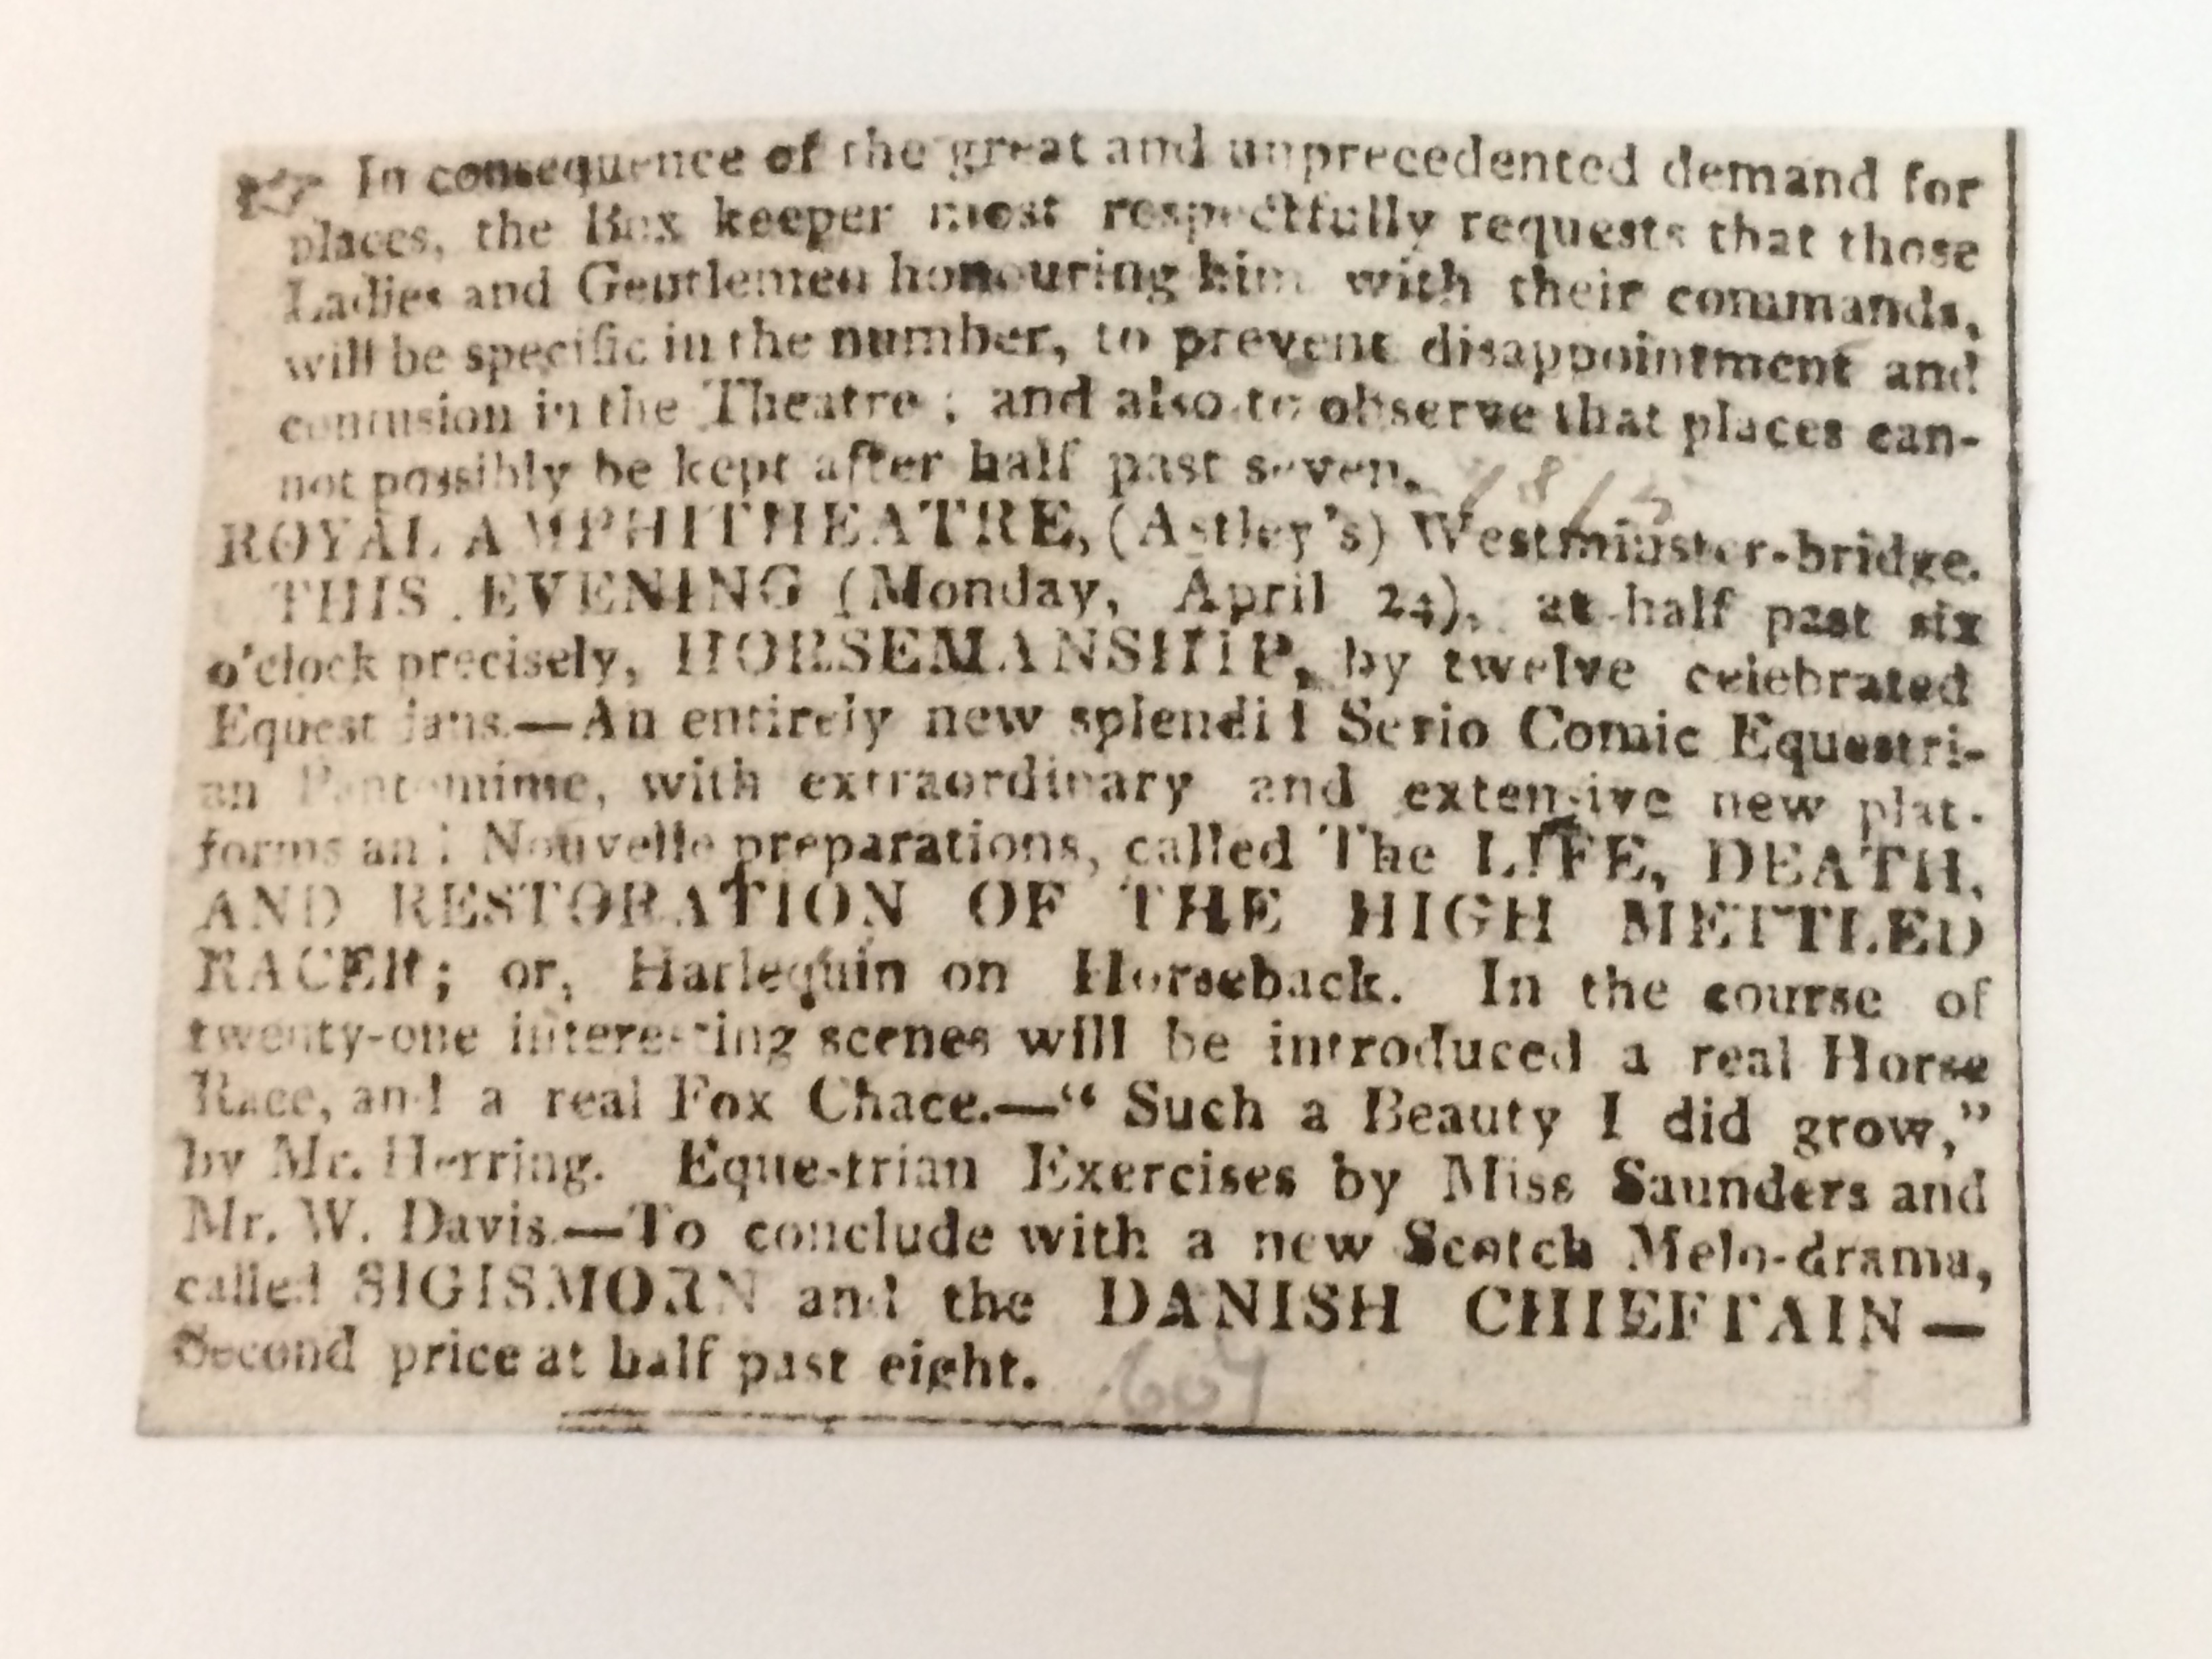 ☞ In consequence of the great and unprecedented demand for
places, the Box keeper most respectfully requests that those
Ladies and Gentlemen honouring him with their commands,
will be specific in the number, to prevent disappointment and
confusion in the Theatre ; and also to observe that places can-
not possibly be kept after half past seven.
1815
ROYAL AMPHITHEATRE, (Astley's) Westminster-bridge.
THIS EVENING (Monday, April 24), at half past six
o'clock precisely, HORSEMANSHIP, by twelve celebrated
Equestrians.—An entirely new splendid Serio Comic Equestri-
an Pantomime, with extraordinary and extensive new plat-
forms and Nouvelle preparations, called The LIFE, DEATH,
AND RESTORATION OF THE HIGH METTLED
RACER; or, Harlequin on Horseback. In the course of
twenty-one interesting scenes will be introduced a real Horse
Race, and a real Fox Chace.—“ Such a Beauty I did grow,”
by Mr. Herring. Equestrian Exercises by Miss Saunders and
Mr. W. Davis.—To conclude with a new Scotch Melo-drama,
called SIGISMORN and the DANISH CHIEFTAIN—
Second price at half past eight.